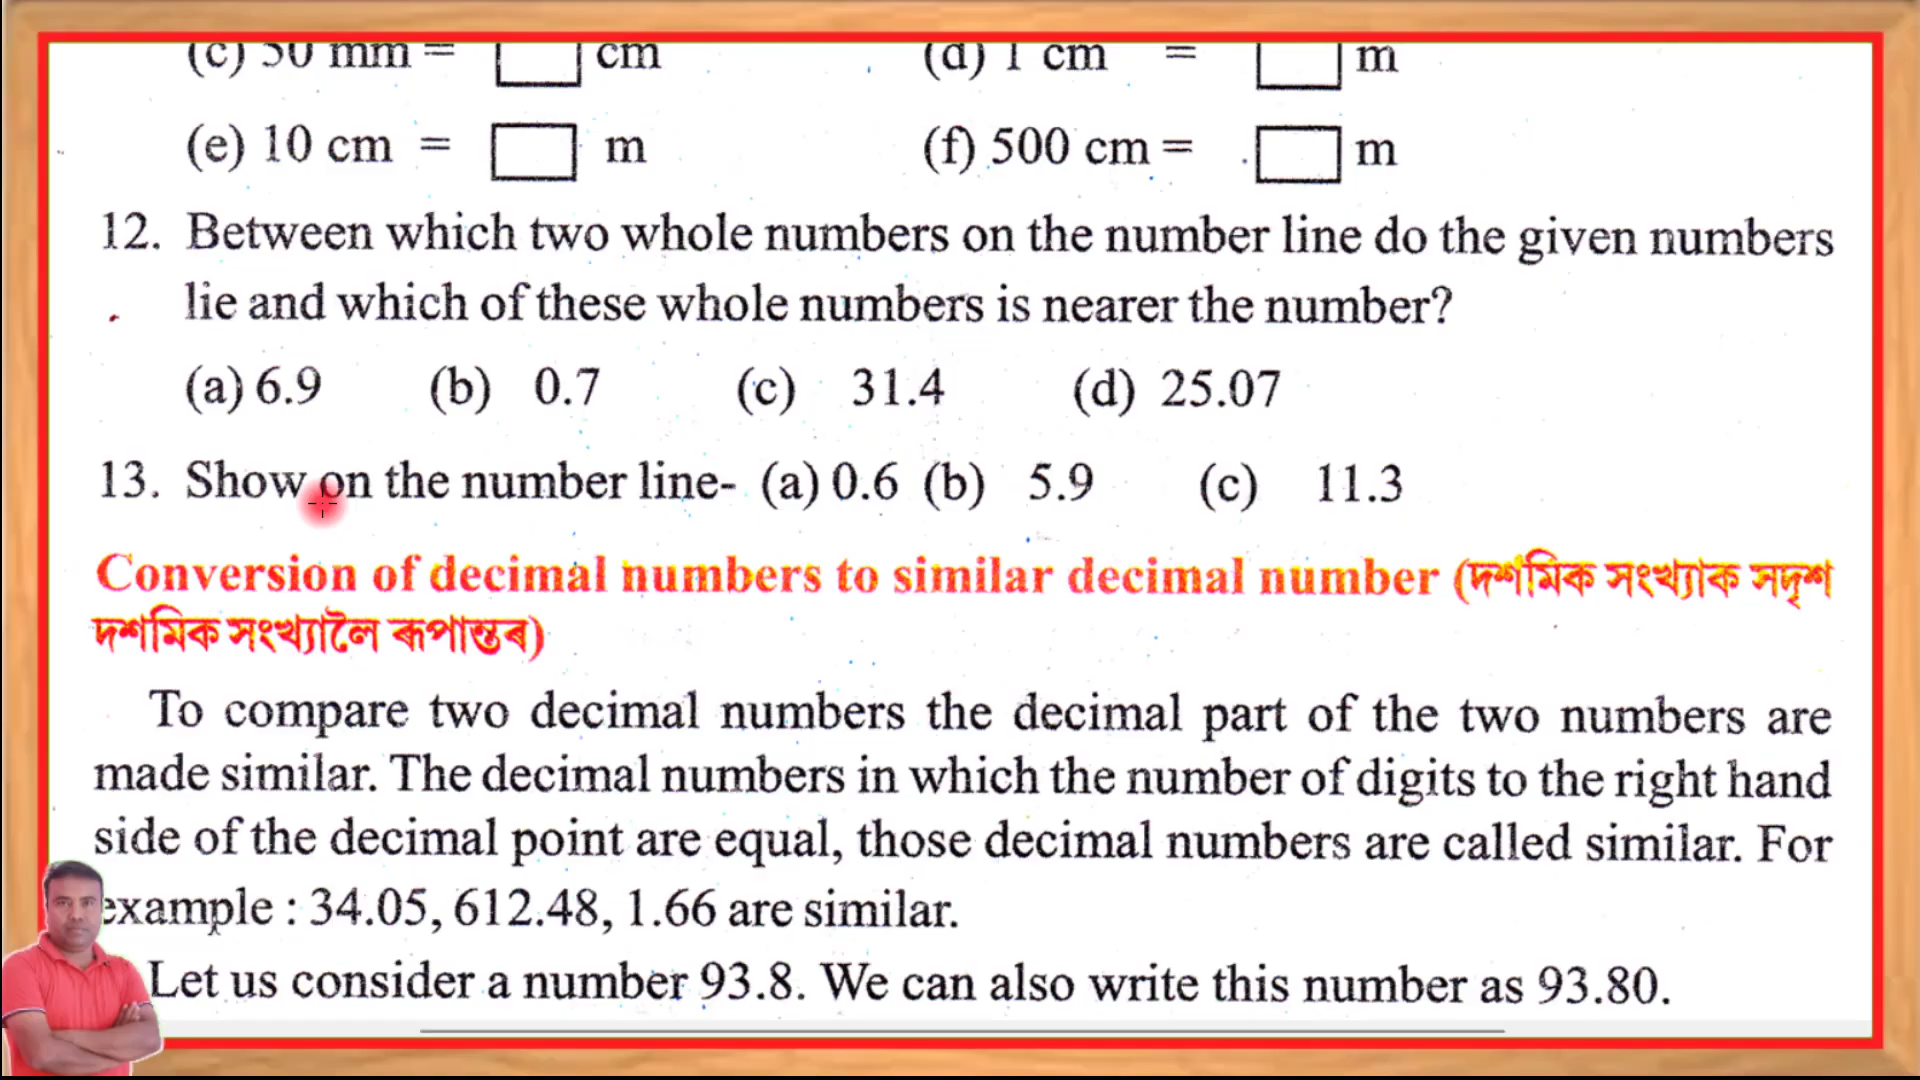 (c) 50 mm = cm (d) 1 cm = m
(e) 10 cm = m (f) 500 cm = m
12. Between which two whole numbers on the number line do the given numbers
lie and which of these whole numbers is nearer the number?
(a) 6.9 (b) 0.7 (c) 31.4 (d) 25.07
13. Show on the number line- (a) 0.6 (b) 5.9 (c) 11.3
Conversion of decimal numbers to similar decimal number (দশমিক সংখ্যাক সদৃশ
দশমিক সংখ্যালৈ ৰূপান্তৰ)
To compare two decimal numbers the decimal part of the two numbers are
made similar. The decimal numbers in which the number of digits to the right hand
side of the decimal point are equal, those decimal numbers are called similar. For
example : 34.05, 612.48, 1.66 are similar.
Let us consider a number 93.8. We can also write this number as 93.80.